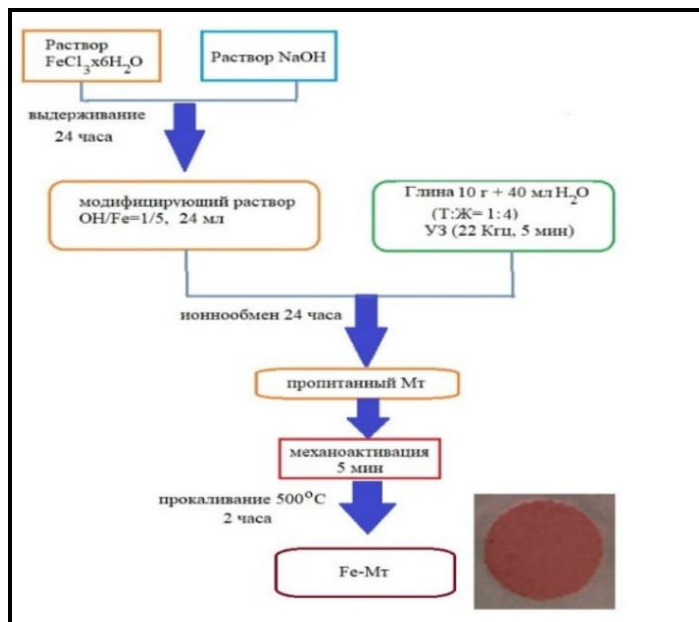 Раствор
FeCl3x6H2O
Раствор NaOH
выдерживание
24 часа
модифицируюший раствор
OH/Fe=1/5, 24 мл
Глина 10 г + 40 мл H2O
(Т:Ж= 1:4)
УЗ (22 Кгц, 5 мин)
ионнообмен 24 часа
пропитанный Мт
механоактивация
5 мин
прокаливание 500°C
2 часа
Fe-Мт